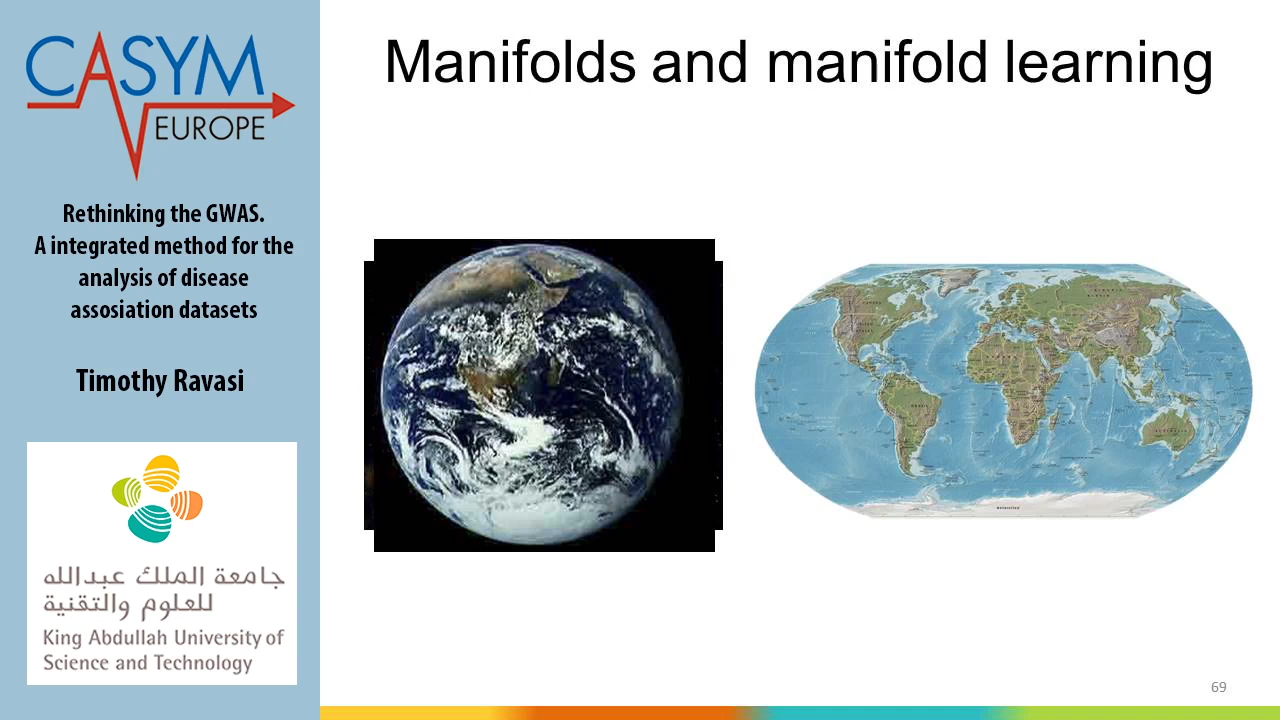 CASYM
EUROPE
Rethinking the GWAS.
A integrated method for the
analysis of disease
assosiation datasets
Timothy Ravasi
جامعة الملك عبدالله
للعلوم والتقنية
King Abdullah University of
Science and Technology
Manifolds and manifold learning
69